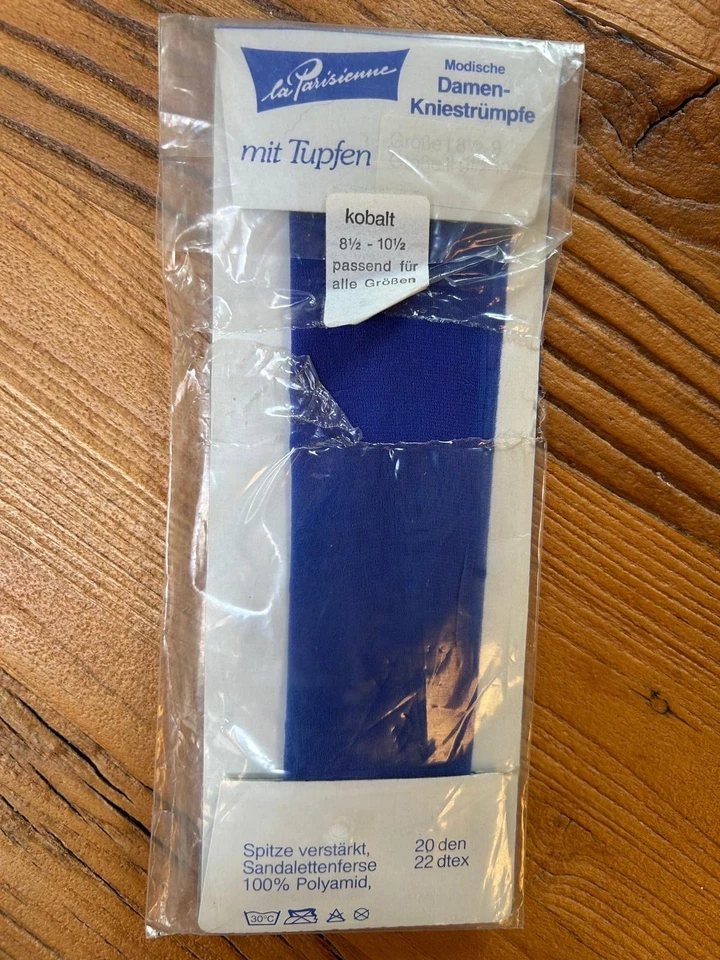 la Parisienne
Modische
Damen-
Kniestrümpfe
mit Tupfen
kobalt
8½ - 10½
passend für
alle Größen
Spitze verstärkt,
Sandalettenferse
100% Polyamid,
20 den
22 dtex
30°C